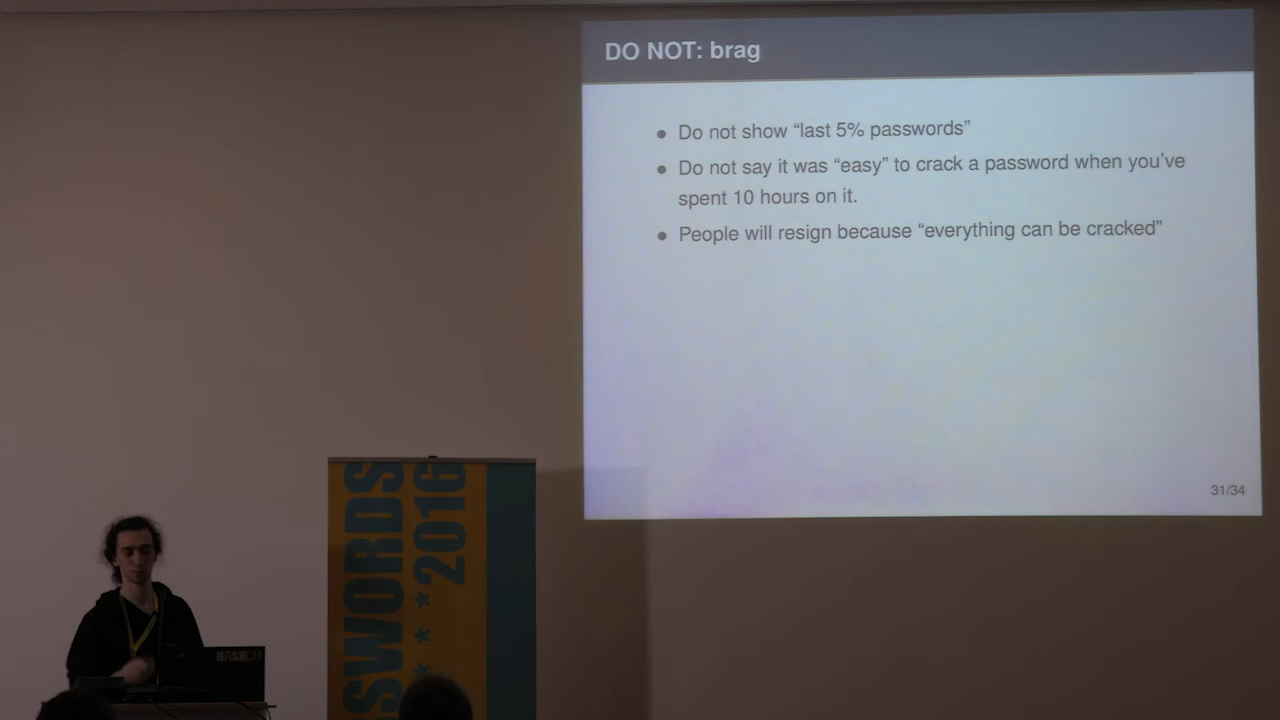 DO NOT: brag
● Do not show “last 5% passwords”
● Do not say it was “easy” to crack a password when you’ve
spent 10 hours on it.
● People will resign because “everything can be cracked”
31/34
SWORDS
* * * 2016
HASHCAT